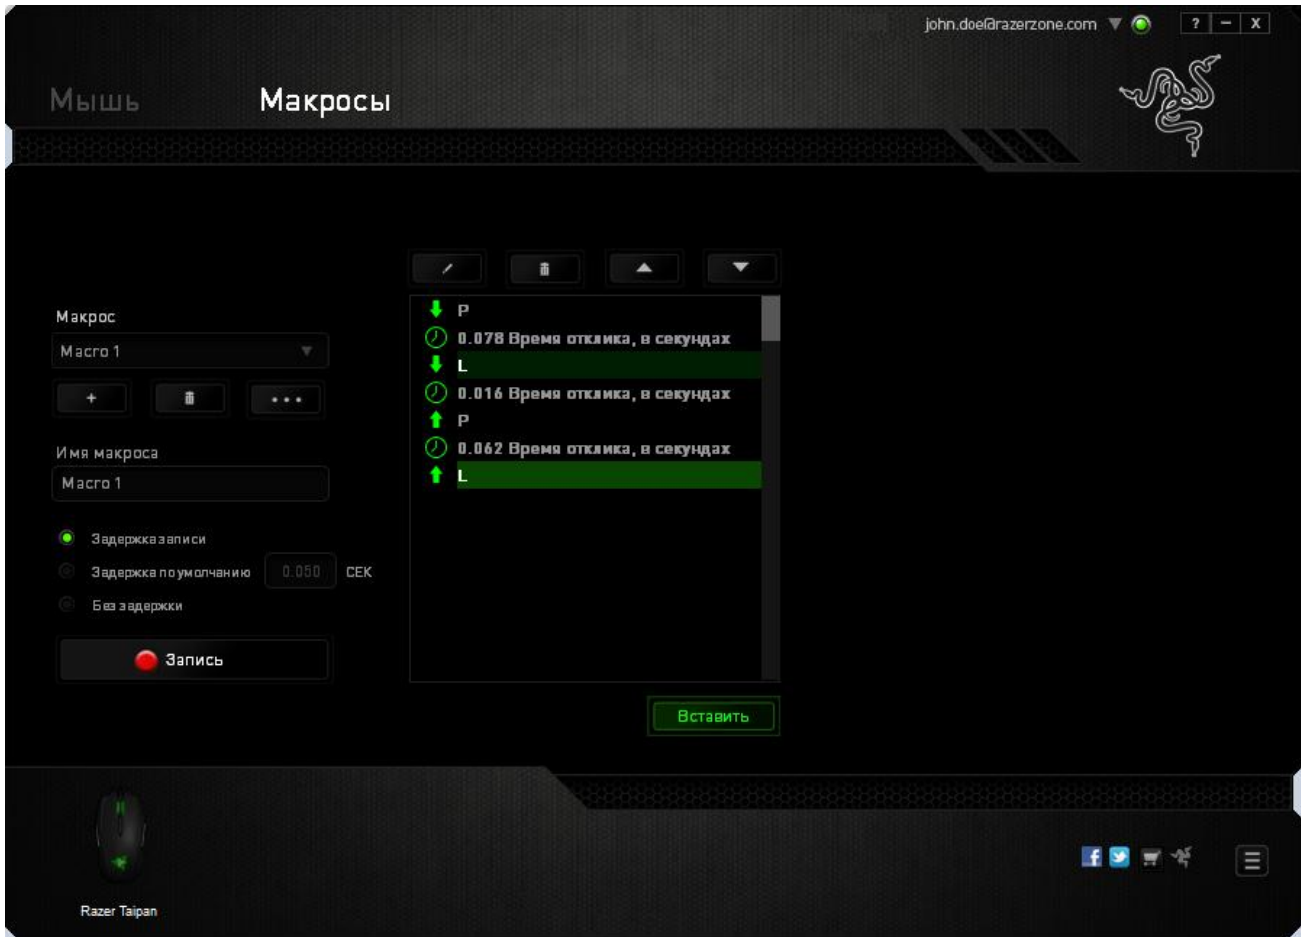 john.doe@razerzone.com
? – X
Мышь
Макросы
Макрос
Macro 1
Имя макроса
Macro 1
Задержка записи
Задержка по умолчанию 0.050 СЕК
Без задержки
Запись
P
0.078 Время отклика, в секундах
L
0.016 Время отклика, в секундах
P
0.062 Время отклика, в секундах
L
Вставить
Razer Taipan